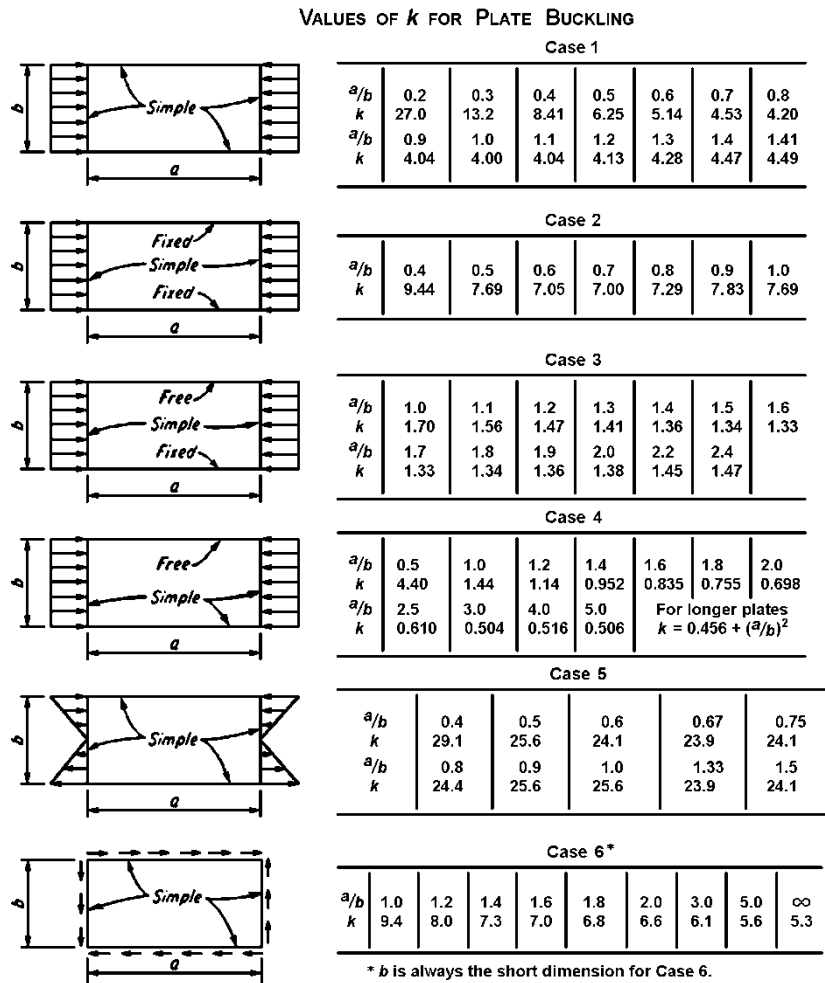 VALUES OF k FOR PLATE BUCKLING
Case 1
b
Simple
a
a/b 0.2 0.3 0.4 0.5 0.6 0.7 0.8
k 27.0 13.2 8.41 6.25 5.14 4.53 4.20
a/b 0.9 1.0 1.1 1.2 1.3 1.4 1.41
k 4.04 4.00 4.04 4.13 4.28 4.47 4.49
Case 2
b
Fixed
Simple
Fixed
a
a/b 0.4 0.5 0.6 0.7 0.8 0.9 1.0
k 9.44 7.69 7.05 7.00 7.29 7.83 7.69
Case 3
b
Free
Simple
Fixed
a
a/b 1.0 1.1 1.2 1.3 1.4 1.5 1.6
k 1.70 1.56 1.47 1.41 1.36 1.34 1.33
a/b 1.7 1.8 1.9 2.0 2.2 2.4
k 1.33 1.34 1.36 1.38 1.45 1.47
Case 4
b
Free
Simple
a
a/b 0.5 1.0 1.2 1.4 1.6 1.8 2.0
k 4.40 1.44 1.14 0.952 0.835 0.755 0.698
a/b 2.5 3.0 4.0 5.0 For longer plates
k 0.610 0.504 0.516 0.506 k = 0.456 + (a/b)²
Case 5
b
Simple
a
a/b 0.4 0.5 0.6 0.67 0.75
k 29.1 25.6 24.1 23.9 24.1
a/b 0.8 0.9 1.0 1.33 1.5
k 24.4 25.6 25.6 23.9 24.1
Case 6*
b
Simple
a
a/b 1.0 1.2 1.4 1.6 1.8 2.0 3.0 5.0 ∞
k 9.4 8.0 7.3 7.0 6.8 6.6 6.1 5.6 5.3
* b is always the short dimension for Case 6.